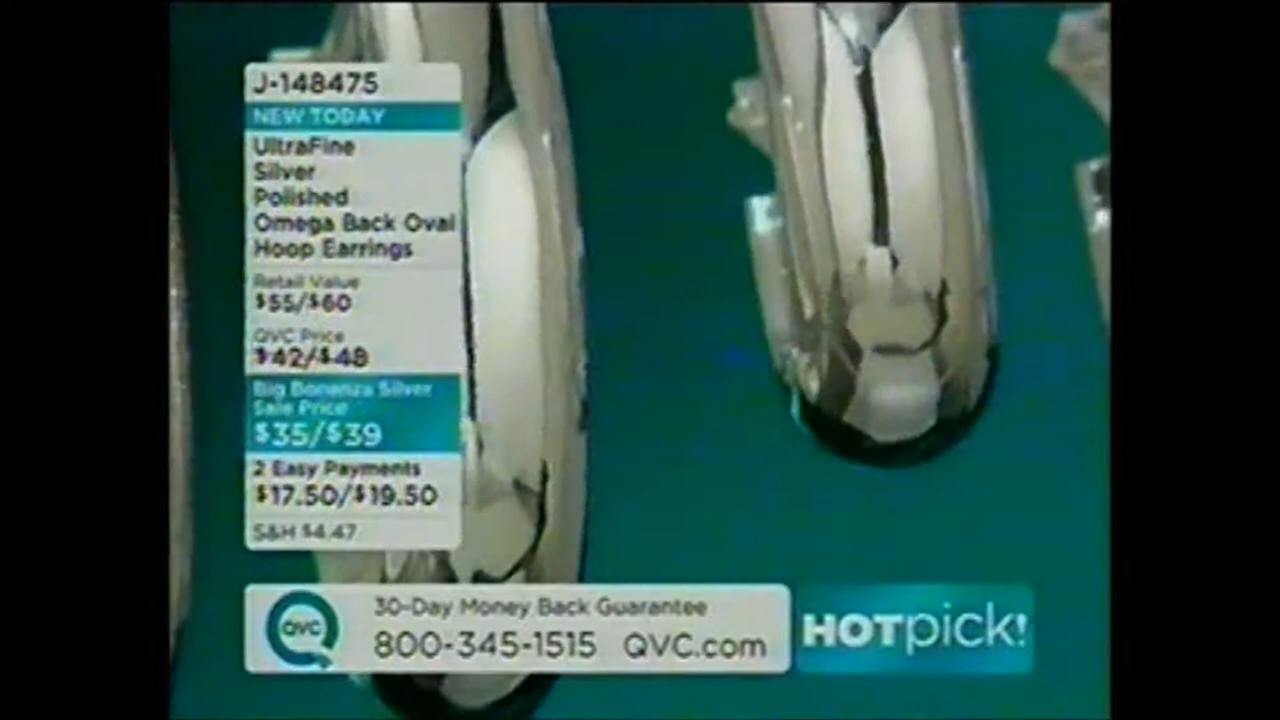 J-148475
NEW TODAY
UltraFine
Silver
Polished
Omega Back Oval
Hoop Earrings
Retail Value
$55/$60
QVC Price
$42/$48
Big Bonanza Silver
Sale Price
$35/$39
2 Easy Payments
$17.50/$19.50
S&H $4.47
QVC
30-Day Money Back Guarantee
800-345-1515 QVC.com
HOTpick!